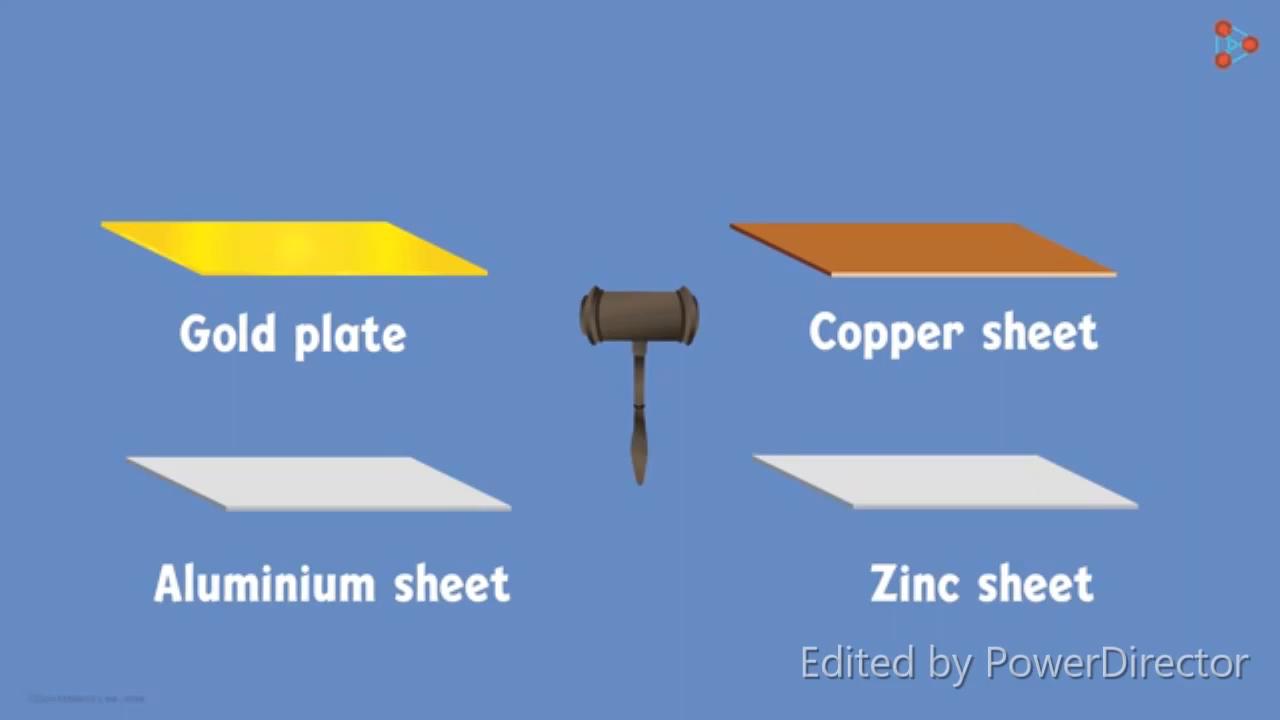 Gold plate
Copper sheet
Aluminium sheet
Zinc sheet
Edited by PowerDirector